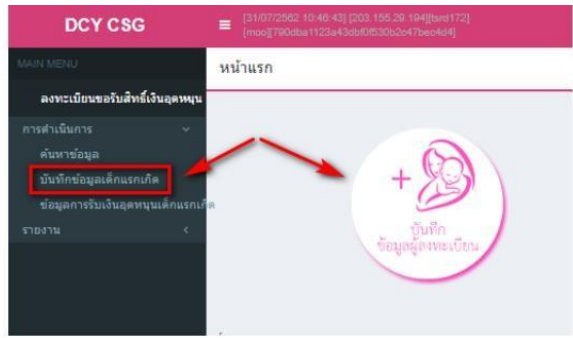 DCY CSG
[31/07/2562 10:46:43] [203.155.29.194][tsrd172]
[moo][790dba1123a43dbf0f530b2c47bec4d4]
MAIN MENU
หน้าแรก
ลงทะเบียนขอรับสิทธิ์เงินอุดหนุน
การดำเนินการ
ค้นหาข้อมูล
บันทึกข้อมูลเด็กแรกเกิด
ข้อมูลการรับเงินอุดหนุนเด็กแรกเกิด
รายงาน
บันทึก
ข้อมูลผู้ลงทะเบียน